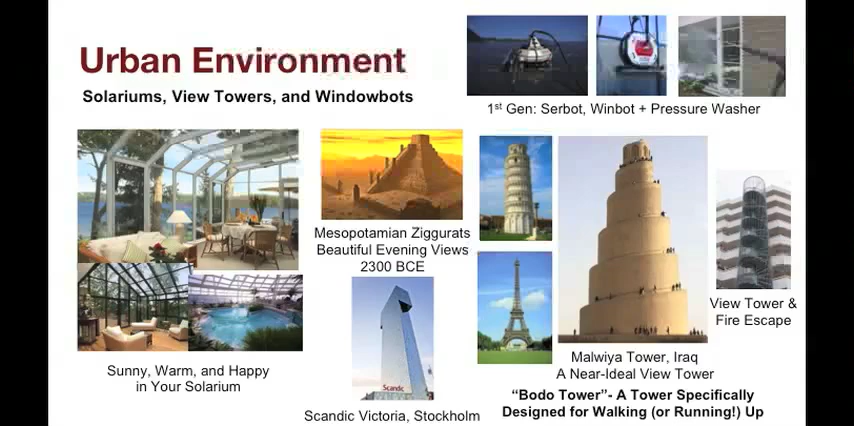 Urban Environment
Solariums, View Towers, and Windowbots
1st Gen: Serbot, Winbot + Pressure Washer
Mesopotamian Ziggurats
Beautiful Evening Views
2300 BCE
View Tower &
Fire Escape
Malwiya Tower, Iraq
A Near-Ideal View Tower
Sunny, Warm, and Happy
in Your Solarium
Scandic
Scandic Victoria, Stockholm
“Bodo Tower”- A Tower Specifically
Designed for Walking (or Running!) Up